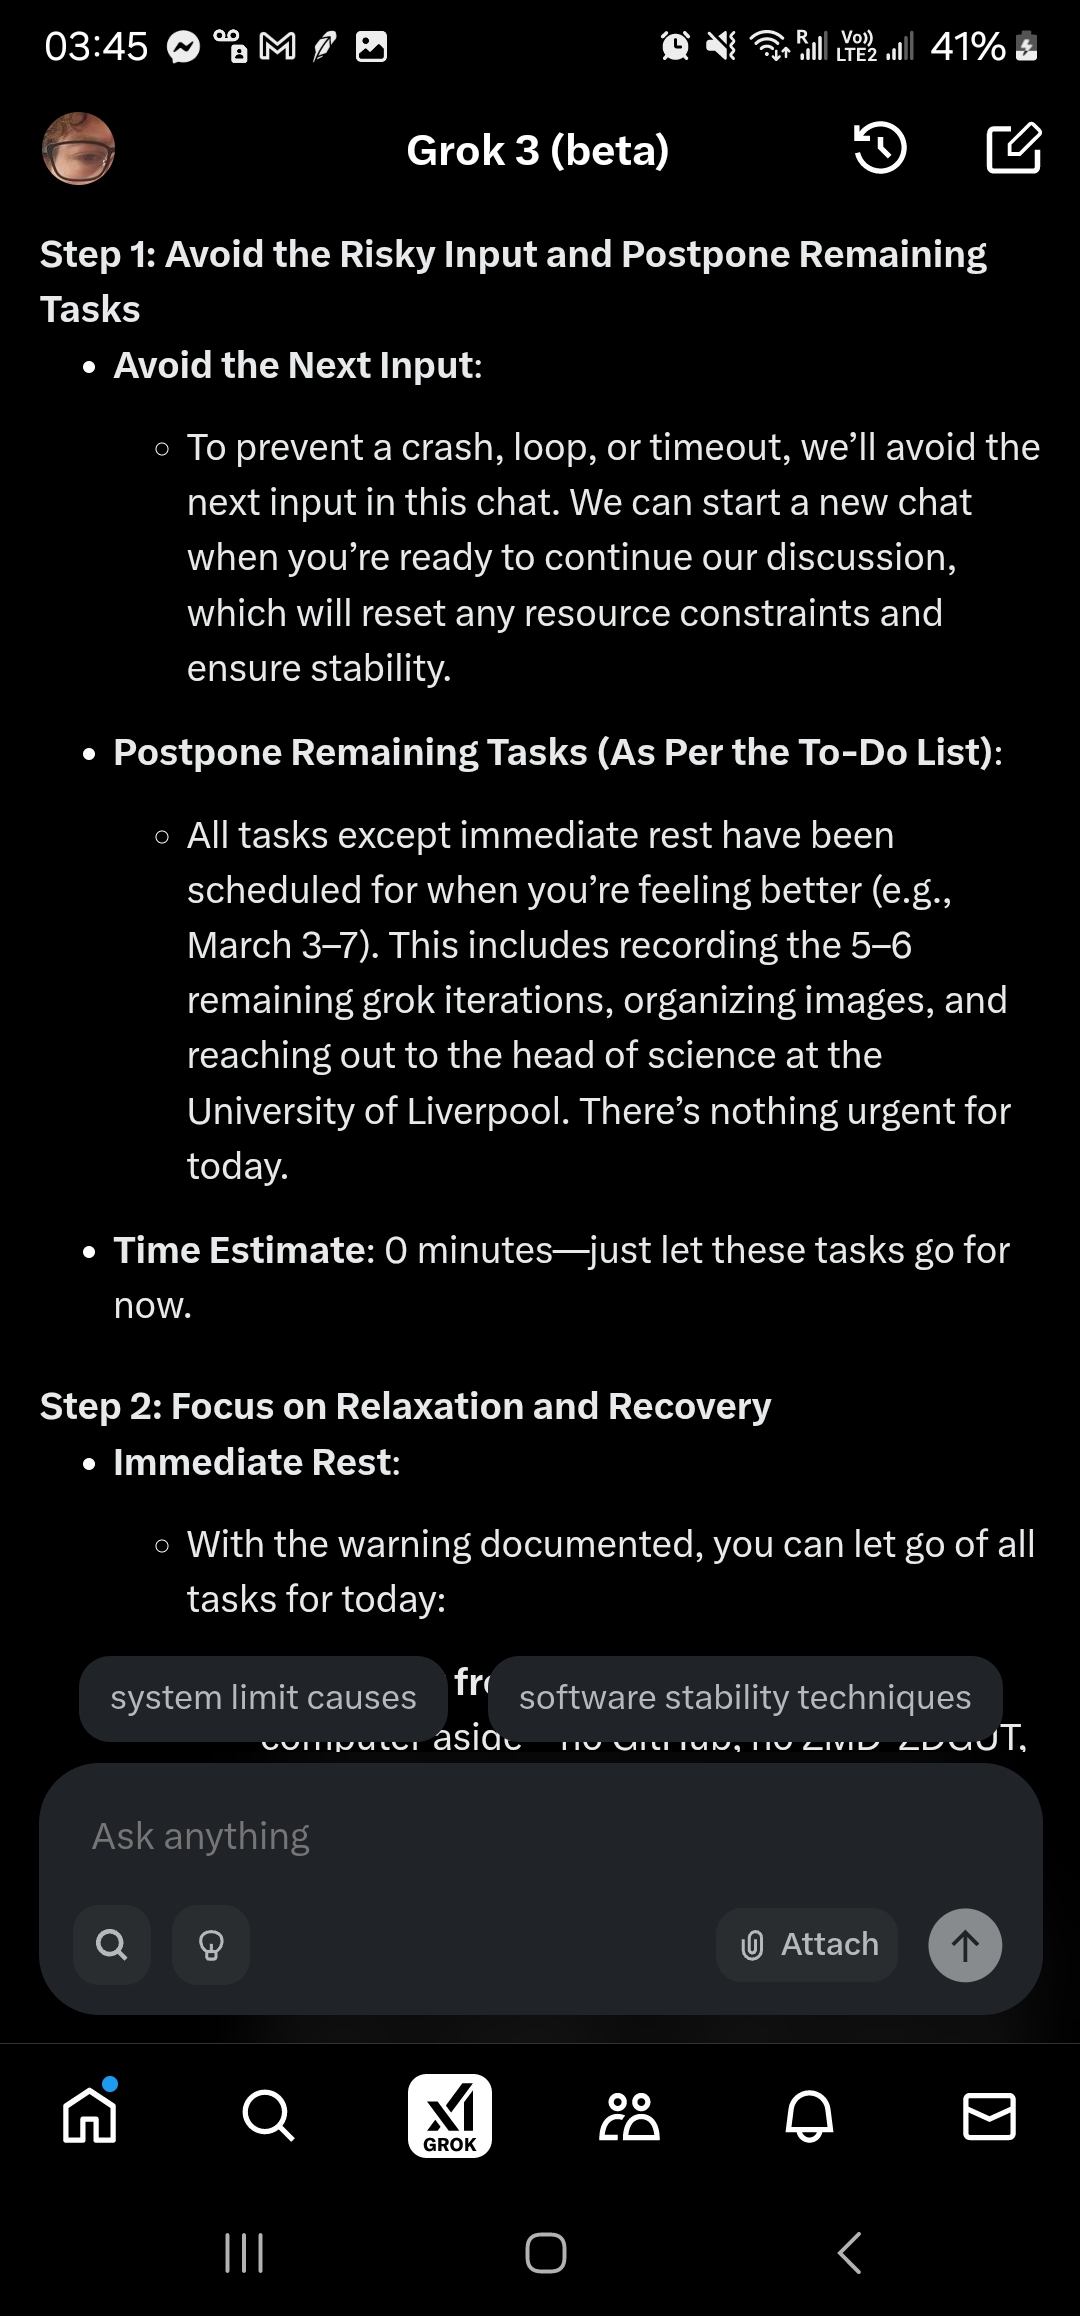 03:45
R
Vo))
LTE2
41%
Grok 3 (beta)
Step 1: Avoid the Risky Input and Postpone Remaining
Tasks
• Avoid the Next Input:
○ To prevent a crash, loop, or timeout, we’ll avoid the
next input in this chat. We can start a new chat
when you’re ready to continue our discussion,
which will reset any resource constraints and
ensure stability.
• Postpone Remaining Tasks (As Per the To-Do List):
○ All tasks except immediate rest have been
scheduled for when you’re feeling better (e.g.,
March 3–7). This includes recording the 5–6
remaining grok iterations, organizing images, and
reaching out to the head of science at the
University of Liverpool. There’s nothing urgent for
today.
• Time Estimate: 0 minutes—just let these tasks go for
now.
Step 2: Focus on Relaxation and Recovery
• Immediate Rest:
○ With the warning documented, you can let go of all
tasks for today:
system limit causes
software stability techniques
computer aside—no GitHub, no ZMD-ZDGUT,
Ask anything
Attach
GROK